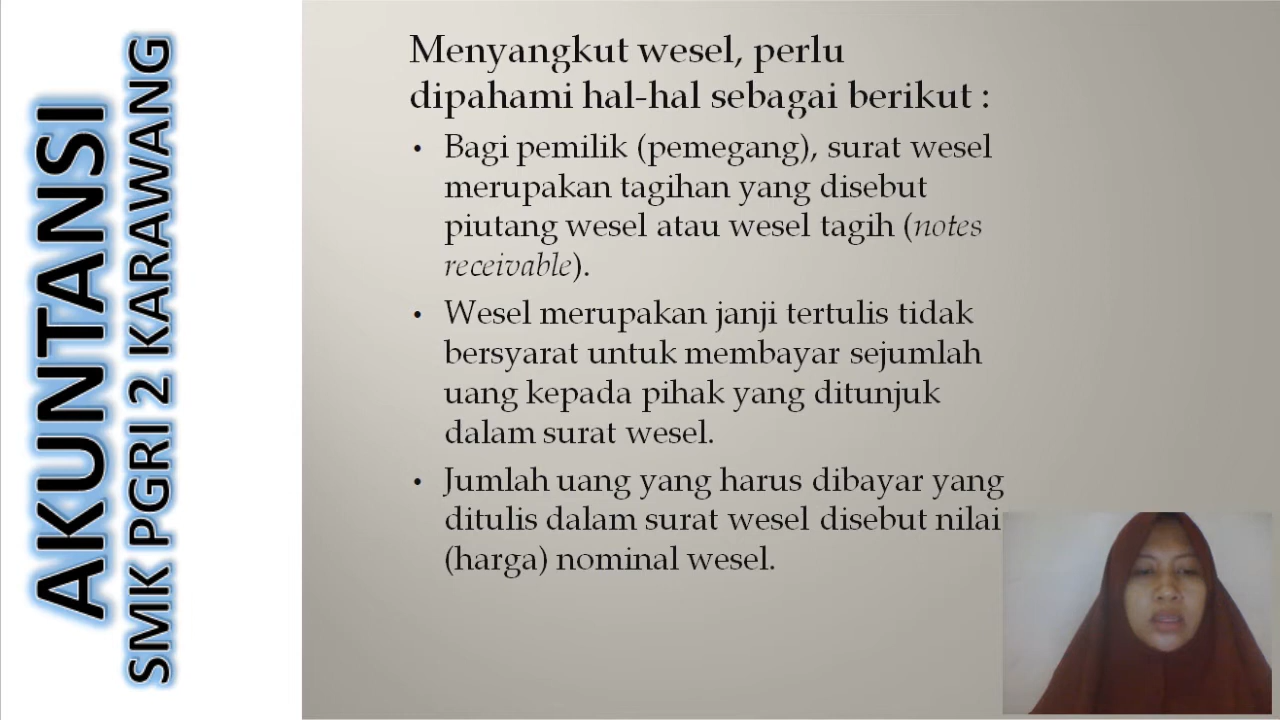 AKUNTANSI
SMK PGRI 2 KARAWANG
Menyangkut wesel, perlu
dipahami hal-hal sebagai berikut :
• Bagi pemilik (pemegang), surat wesel
merupakan tagihan yang disebut
piutang wesel atau wesel tagih (notes
receivable).
• Wesel merupakan janji tertulis tidak
bersyarat untuk membayar sejumlah
uang kepada pihak yang ditunjuk
dalam surat wesel.
• Jumlah uang yang harus dibayar yang
ditulis dalam surat wesel disebut nilai
(harga) nominal wesel.